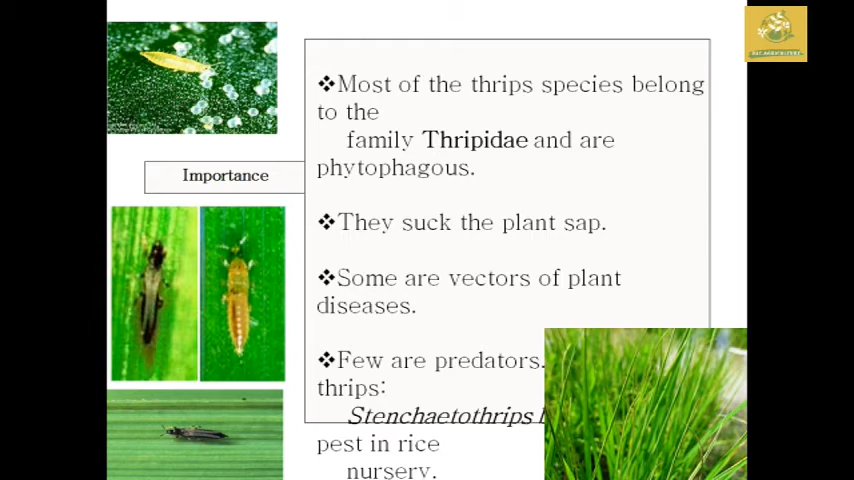 Importance
❖Most of the thrips species belong
to the
family Thripidae and are
phytophagous.
❖They suck the plant sap.
❖Some are vectors of plant
diseases.
❖Few are predators.
thrips:
Stenchaetothrips
pest in rice
nursery.